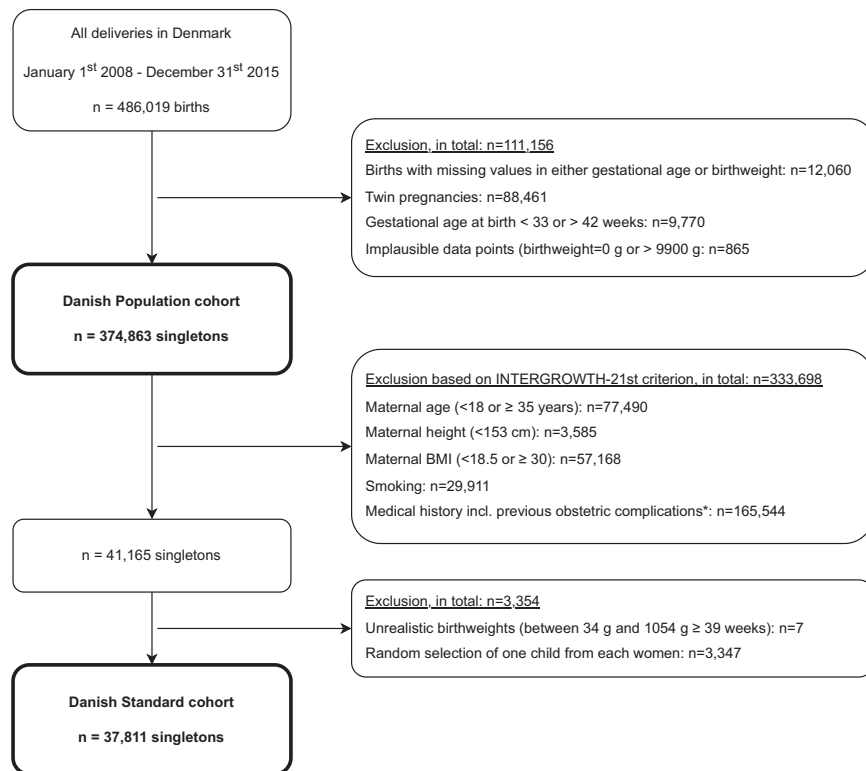 All deliveries in Denmark
January 1st 2008 - December 31st 2015
n = 486,019 births
Exclusion, in total: n=111,156
Births with missing values in either gestational age or birthweight: n=12,060
Twin pregnancies: n=88,461
Gestational age at birth < 33 or > 42 weeks: n=9,770
Implausible data points (birthweight=0 g or > 9900 g: n=865
Danish Population cohort
n = 374,863 singletons
Exclusion based on INTERGROWTH-21st criterion, in total: n=333,698
Maternal age (<18 or ≥ 35 years): n=77,490
Maternal height (<153 cm): n=3,585
Maternal BMI (<18.5 or ≥ 30): n=57,168
Smoking: n=29,911
Medical history incl. previous obstetric complications*: n=165,544
n = 41,165 singletons
Exclusion, in total: n=3,354
Unrealistic birthweights (between 34 g and 1054 g ≥ 39 weeks): n=7
Random selection of one child from each women: n=3,347
Danish Standard cohort
n = 37,811 singletons